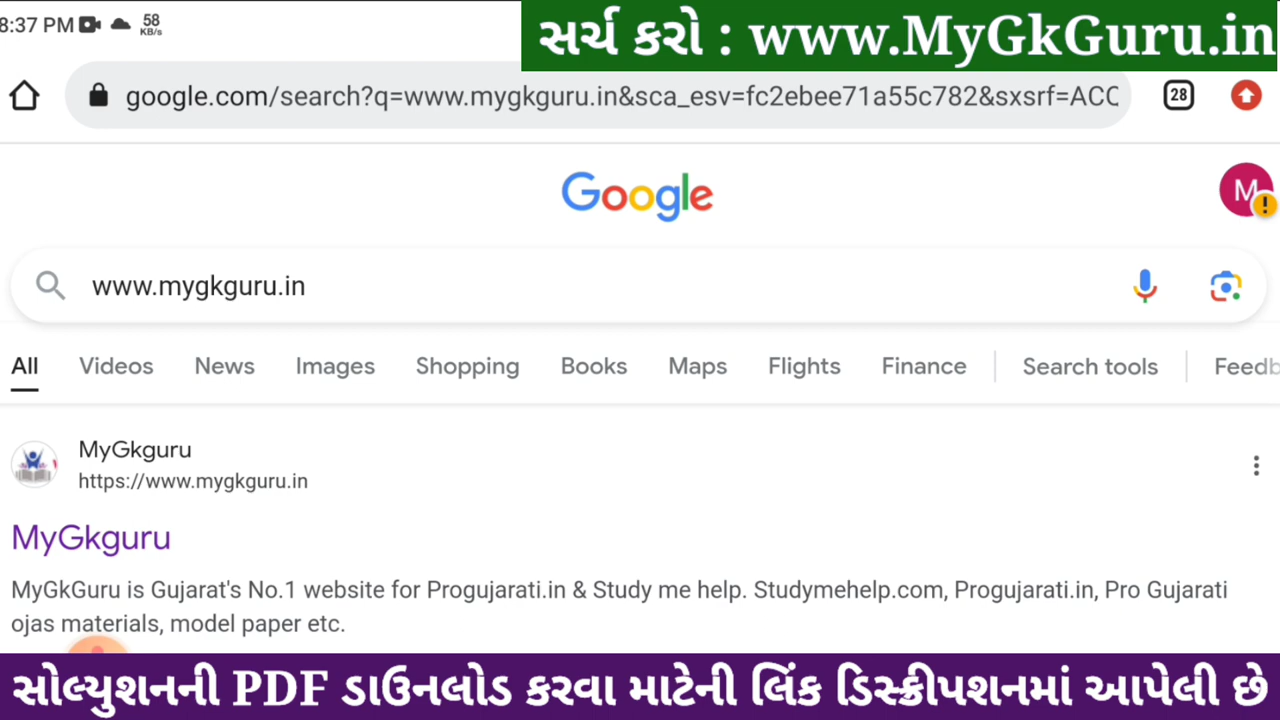 8:37 PM 58 KB/s
સર્ચ કરો : www.MyGkGuru.in
google.com/search?q=www.mygkguru.in&sca_esv=fc2ebee71a55c782&sxsrf=ACC
28
Google
M
www.mygkguru.in
All Videos News Images Shopping Books Maps Flights Finance Search tools Feedb
MyGkguru
https://www.mygkguru.in
MyGkguru
MyGkGuru is Gujarat's No.1 website for Progujarati.in & Study me help. Studymehelp.com, Progujarati.in, Pro Gujarati
ojas materials, model paper etc.
સોલ્યુશનની PDF ડાઉનલોડ કરવા માટેની લિંક ડિસ્ક્રીપશનમાં આપેલી છે